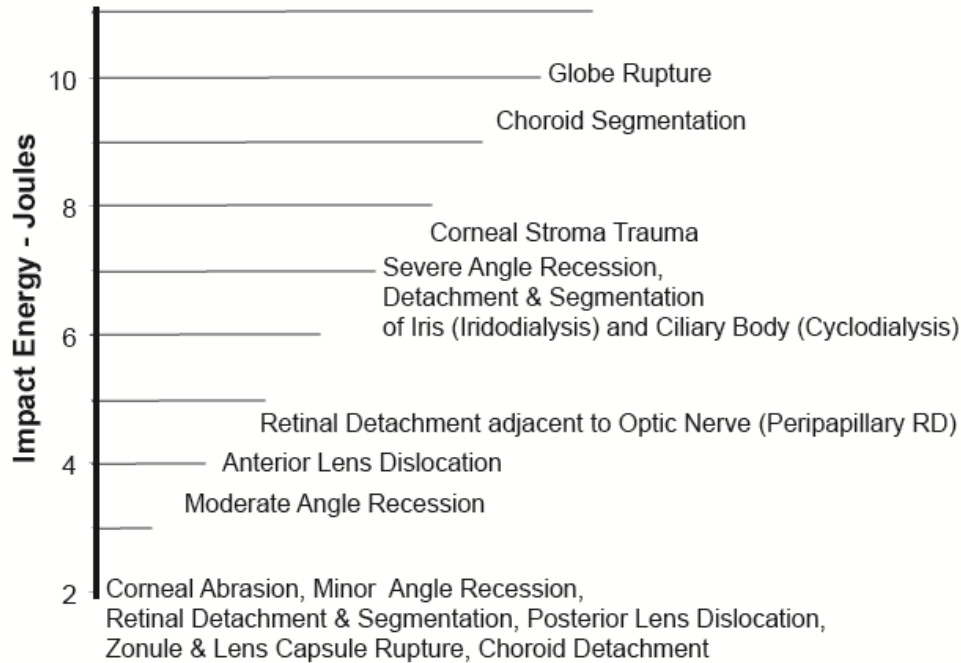 Impact Energy - Joules
10
Globe Rupture
Choroid Segmentation
8
Corneal Stroma Trauma
Severe Angle Recession,
Detachment & Segmentation
of Iris (Iridodialysis) and Ciliary Body (Cyclodialysis)
6
Retinal Detachment adjacent to Optic Nerve (Peripapillary RD)
4
Anterior Lens Dislocation
Moderate Angle Recession
2
Corneal Abrasion, Minor Angle Recession,
Retinal Detachment & Segmentation, Posterior Lens Dislocation,
Zonule & Lens Capsule Rupture, Choroid Detachment